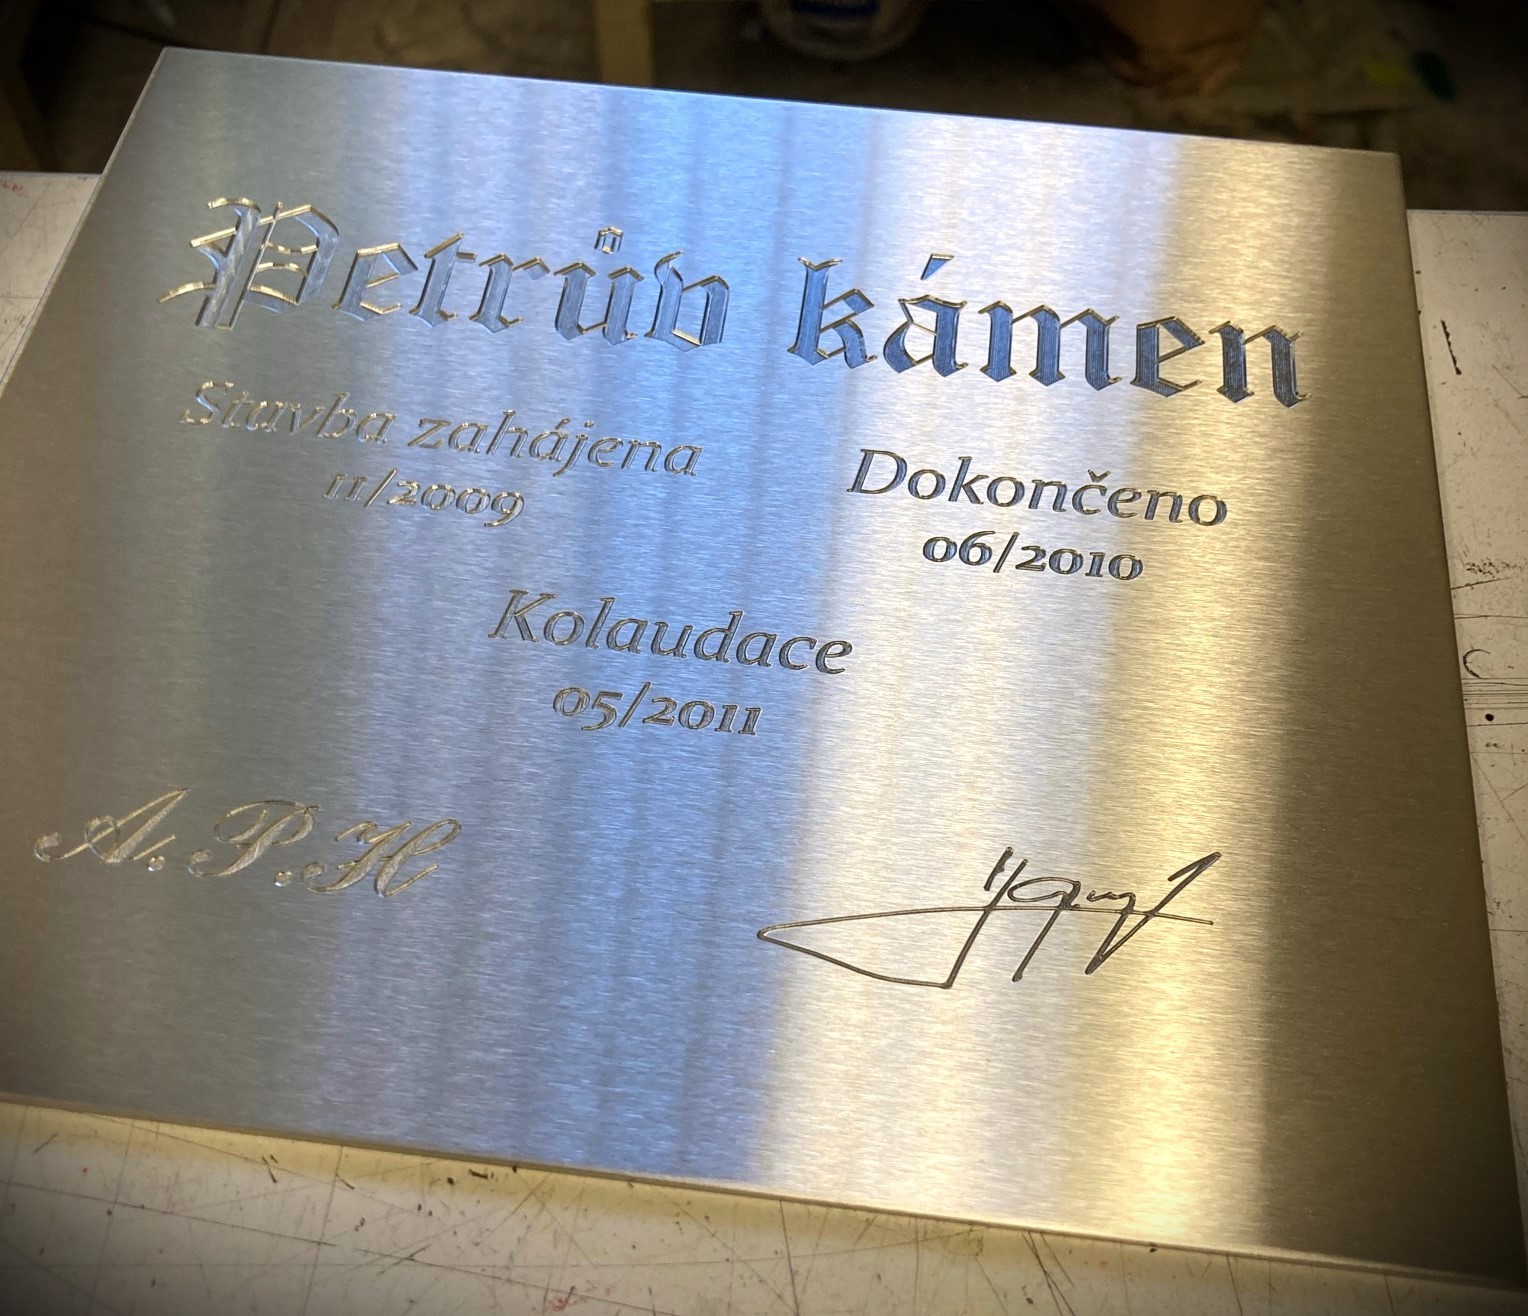 Petrův kámen
Stavba zahájena
11/2009
Dokončeno
06/2010
Kolaudace
05/2011
A. P. H